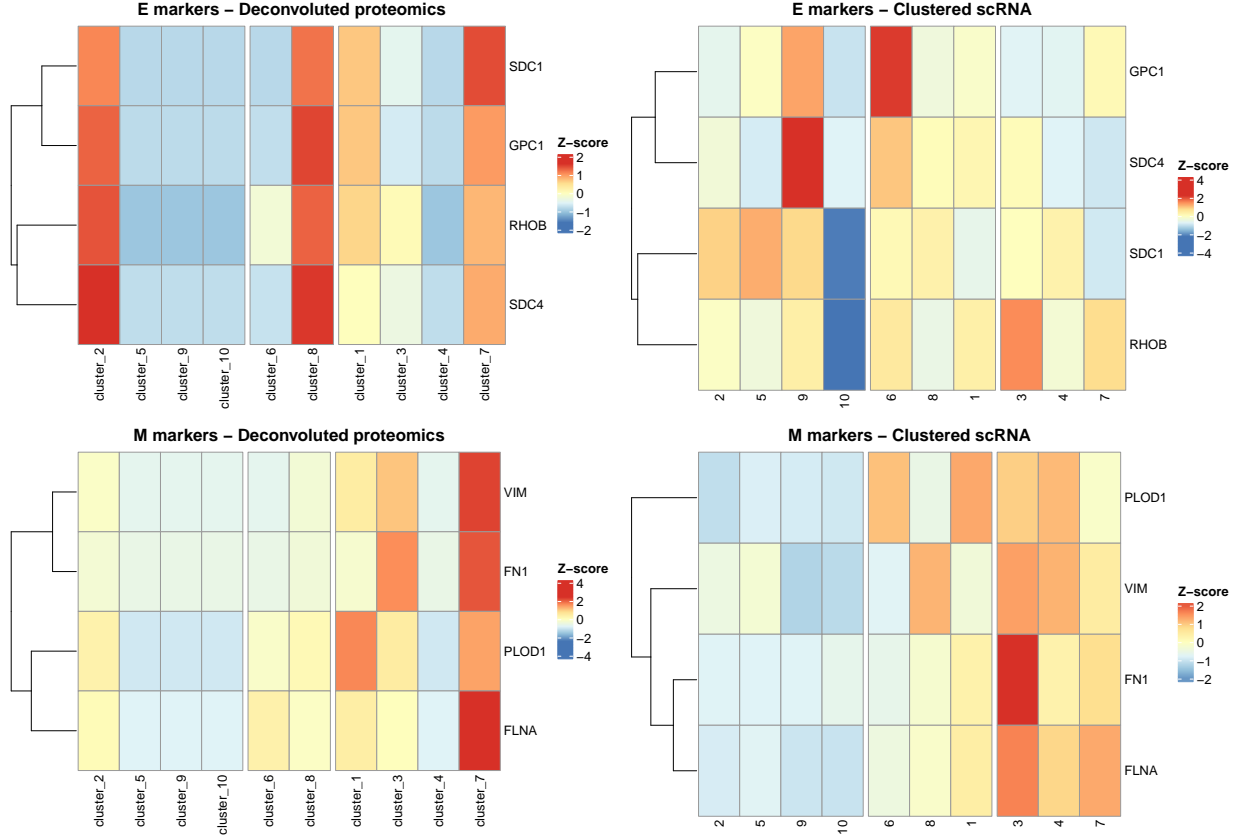 E markers – Deconvoluted proteomics
SDC1
GPC1
RHOB
SDC4
Z−score
2
1
0
−1
−2
cluster_2
cluster_5
cluster_9
cluster_10
cluster_6
cluster_8
cluster_1
cluster_3
cluster_4
cluster_7
E markers – Clustered scRNA
GPC1
SDC4
SDC1
RHOB
Z−score
4
2
0
−2
−4
2
5
9
10
6
8
1
3
4
7
M markers – Deconvoluted proteomics
VIM
FN1
PLOD1
FLNA
Z−score
4
2
0
−2
−4
cluster_2
cluster_5
cluster_9
cluster_10
cluster_6
cluster_8
cluster_1
cluster_3
cluster_4
cluster_7
M markers – Clustered scRNA
PLOD1
VIM
FN1
FLNA
Z−score
2
1
0
−1
−2
2
5
9
10
6
8
1
3
4
7